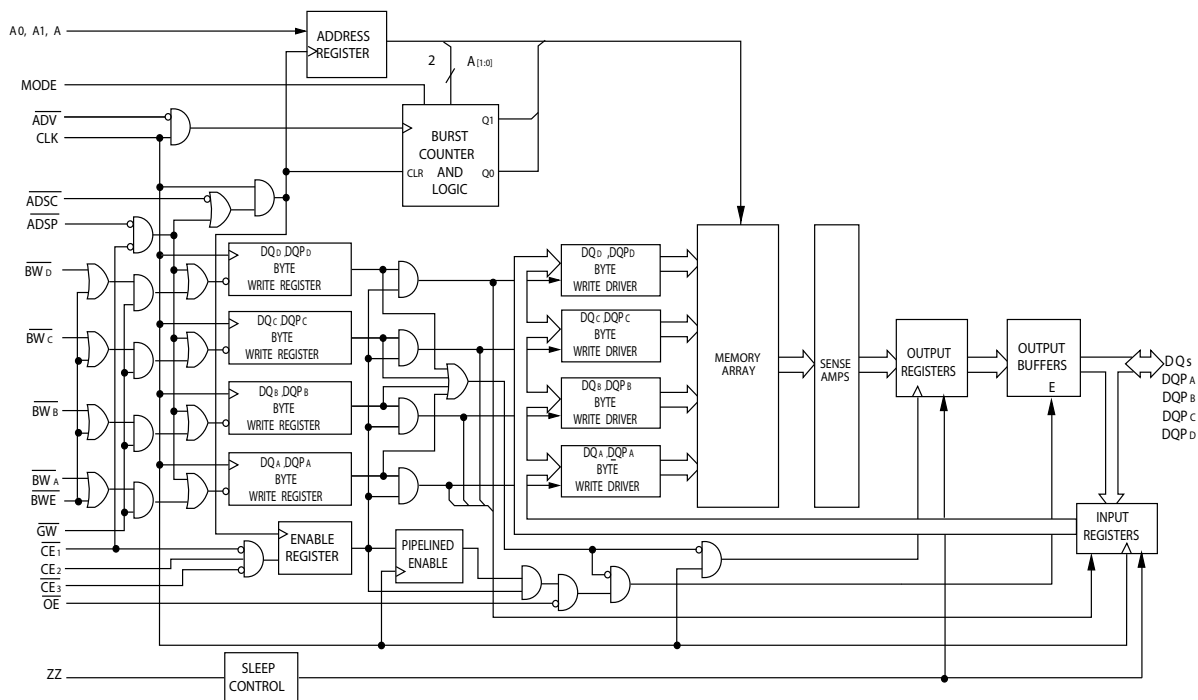 A0, A1, A
ADDRESS
REGISTER
2
A[1:0]
MODE
ADV
CLK
BURST
COUNTER
AND
LOGIC
CLR
Q1
Q0
ADSC
ADSP
BW D
BW C
BW B
BW A
BWE
GW
CE1
CE2
CE3
OE
ZZ
DQD ,DQPD
BYTE
WRITE REGISTER
DQC ,DQPC
BYTE
WRITE REGISTER
DQB ,DQPB
BYTE
WRITE REGISTER
DQA ,DQPA
BYTE
WRITE REGISTER
ENABLE
REGISTER
PIPELINED
ENABLE
SLEEP
CONTROL
DQD ,DQPD
BYTE
WRITE DRIVER
DQC ,DQPC
BYTE
WRITE DRIVER
DQB ,DQPB
BYTE
WRITE DRIVER
DQA ,DQPA
BYTE
WRITE DRIVER
MEMORY
ARRAY
SENSE
AMPS
OUTPUT
REGISTERS
OUTPUT
BUFFERS
E
DQs
DQPA
DQPB
DQPC
DQPD
INPUT
REGISTERS